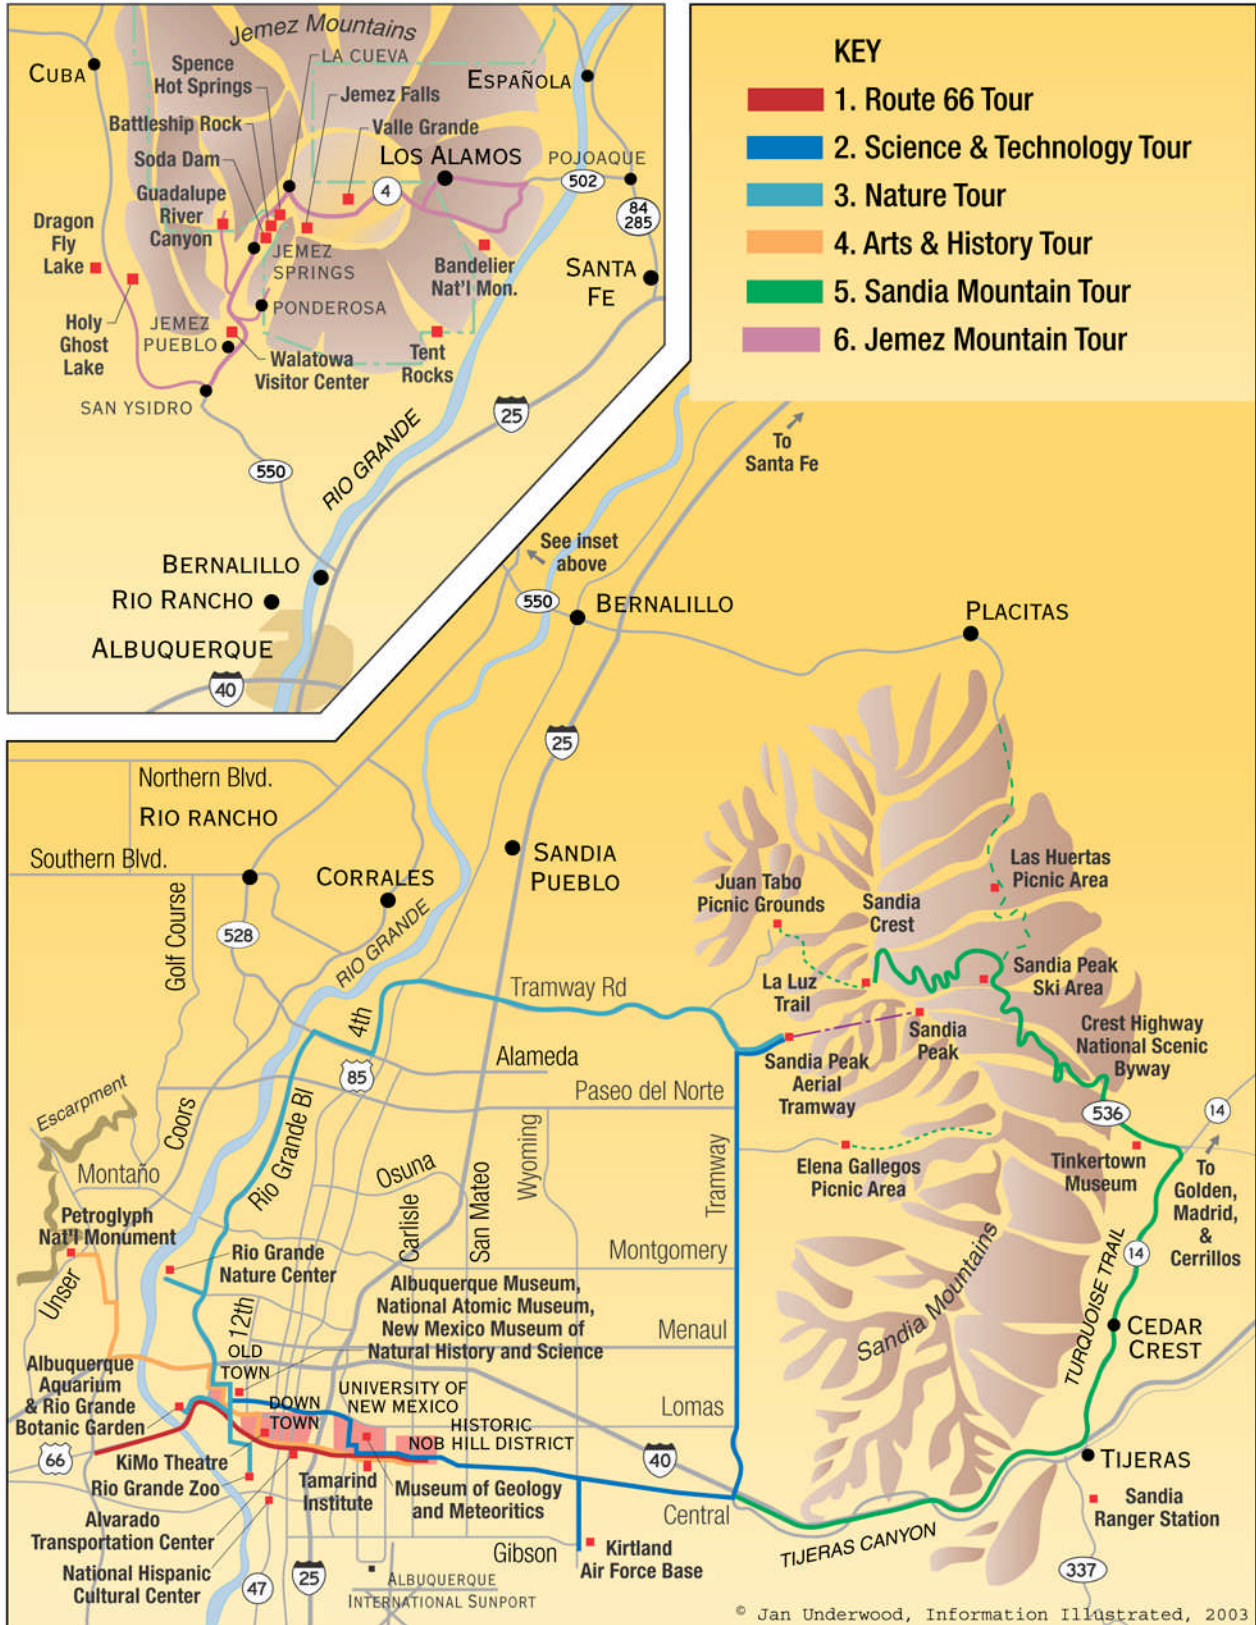 Jemez Mountains
LA CUEVA
CUBA
Spence
Hot Springs
ESPAÑOLA
Jemez Falls
Battleship Rock
Valle Grande
Soda Dam
LOS ALAMOS
POJOAQUE
502
4
84
285
Guadalupe
River
Canyon
Dragon
Fly
Lake
JEMEZ
SPRINGS
Bandelier
Nat'l Mon.
SANTA
FE
PONDEROSA
Holy
Ghost
Lake
JEMEZ
PUEBLO
Walatowa
Visitor Center
Tent
Rocks
SAN YSIDRO
25
550
RIO GRANDE
BERNALILLO
RIO RANCHO
ALBUQUERQUE
40
KEY
1. Route 66 Tour
2. Science & Technology Tour
3. Nature Tour
4. Arts & History Tour
5. Sandia Mountain Tour
6. Jemez Mountain Tour
To
Santa Fe
See inset
above
550
BERNALILLO
PLACITAS
25
Northern Blvd.
RIO RANCHO
Southern Blvd.
CORRALES
SANDIA
PUEBLO
Golf Course
528
RIO GRANDE
Juan Tabo
Picnic Grounds
Sandia
Crest
Las Huertas
Picnic Area
La Luz
Trail
Sandia Peak
Ski Area
Tramway Rd
4th
Sandia
Peak
Crest Highway
National Scenic
Byway
Alameda
85
Sandia Peak
Aerial
Tramway
Paseo del Norte
Escarpment
Coors
Rio Grande Bl
Wyoming
536
14
Montaño
Osuna
Carlisle
San Mateo
Tramway
Elena Gallegos
Picnic Area
Tinkertown
Museum
To
Golden,
Madrid,
&
Cerrillos
Petroglyph
Nat'l Monument
Unser
Rio Grande
Nature Center
Montgomery
Sandia Mountains
TURQUOISE TRAIL
14
12th
Albuquerque Museum,
National Atomic Museum,
New Mexico Museum of
Natural History and Science
Menaul
CEDAR
CREST
OLD
TOWN
Albuquerque
Aquarium
& Rio Grande
Botanic Garden
DOWN
TOWN
UNIVERSITY OF
NEW MEXICO
HISTORIC
NOB HILL DISTRICT
Lomas
66
40
TIJERAS
KiMo Theatre
Rio Grande Zoo
Tamarind
Institute
Museum of Geology
and Meteoritics
Central
Sandia
Ranger Station
Alvarado
Transportation Center
TIJERAS CANYON
Gibson
Kirtland
Air Force Base
National Hispanic
Cultural Center
47
25
ALBUQUERQUE
INTERNATIONAL SUNPORT
337
© Jan Underwood, Information Illustrated, 2003